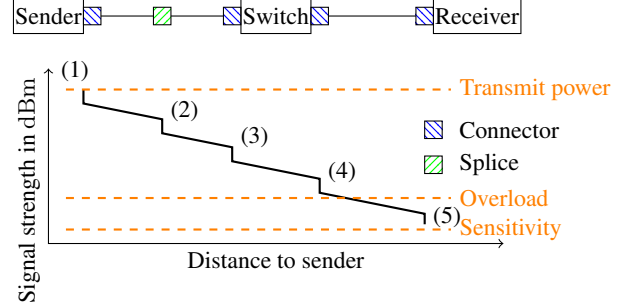 Sender Switch Receiver
(1)
Transmit power
(2)
Connector
(3)
Splice
(4)
Overload
(5)
Sensitivity
Signal strength in dBm
Distance to sender